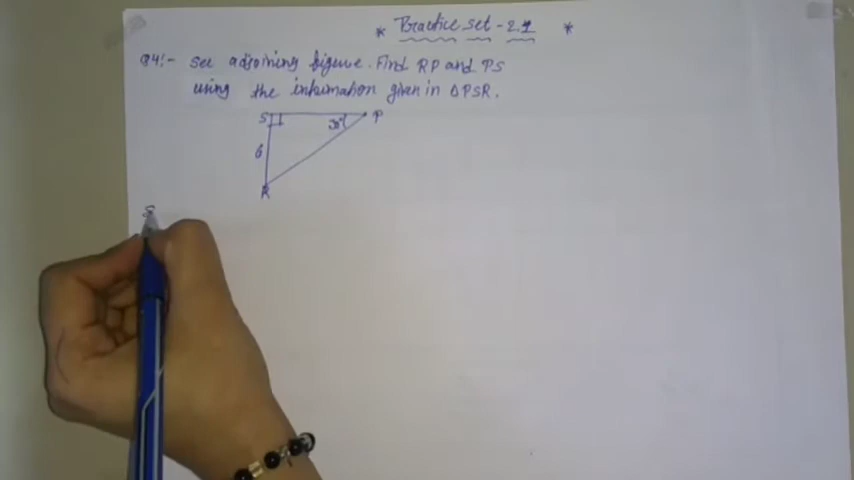 * Practice set - 2.1 *
Q4:- See adjoining figure. Find RP and PS
using the information given in ΔPSR.
S 30° P
6
R
S